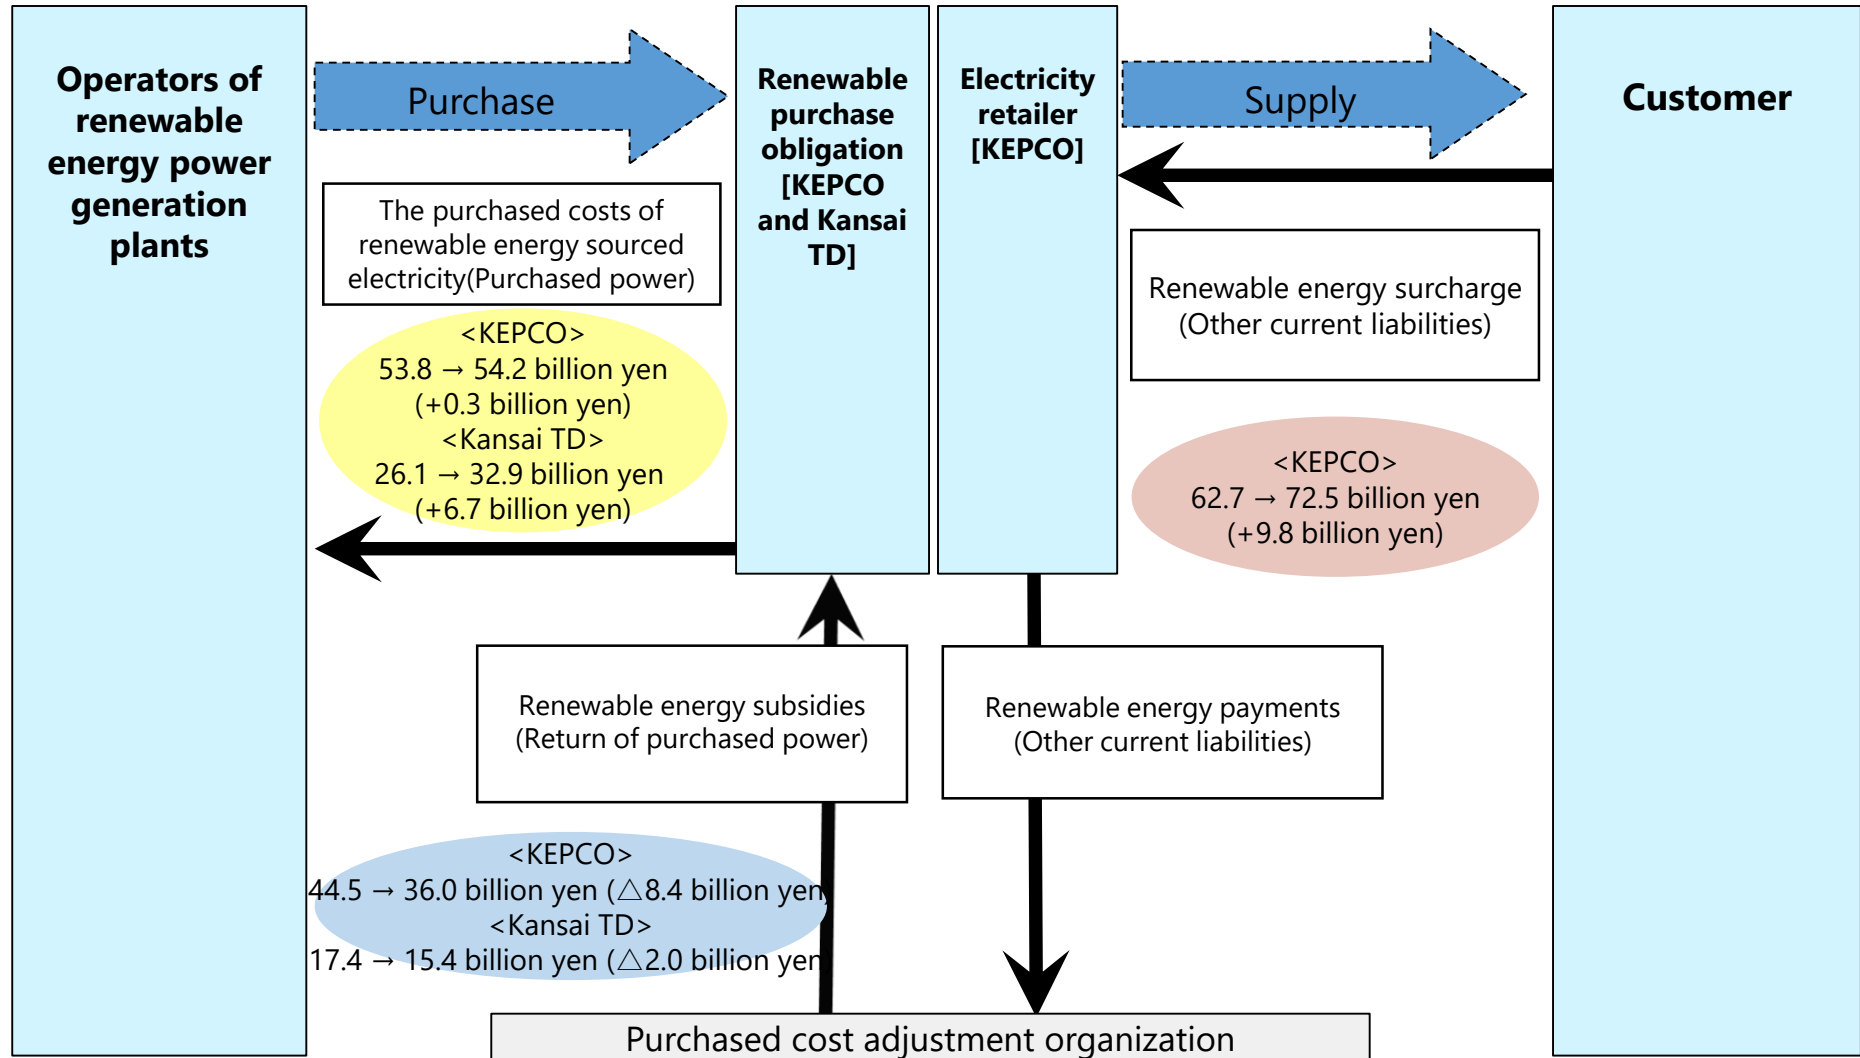 Operators of
renewable
energy power
generation
plants
Purchase
The purchased costs of
renewable energy sourced
electricity(Purchased power)
<KEPCO>
53.8 → 54.2 billion yen
(+0.3 billion yen)
<Kansai TD>
26.1 → 32.9 billion yen
(+6.7 billion yen)
Renewable
purchase
obligation
[KEPCO
and Kansai
TD]
Electricity
retailer
[KEPCO]
Supply
Customer
Renewable energy surcharge
(Other current liabilities)
<KEPCO>
62.7 → 72.5 billion yen
(+9.8 billion yen)
Renewable energy subsidies
(Return of purchased power)
Renewable energy payments
(Other current liabilities)
<KEPCO>
44.5 → 36.0 billion yen (△8.4 billion yen)
<Kansai TD>
17.4 → 15.4 billion yen (△2.0 billion yen
Purchased cost adjustment organization